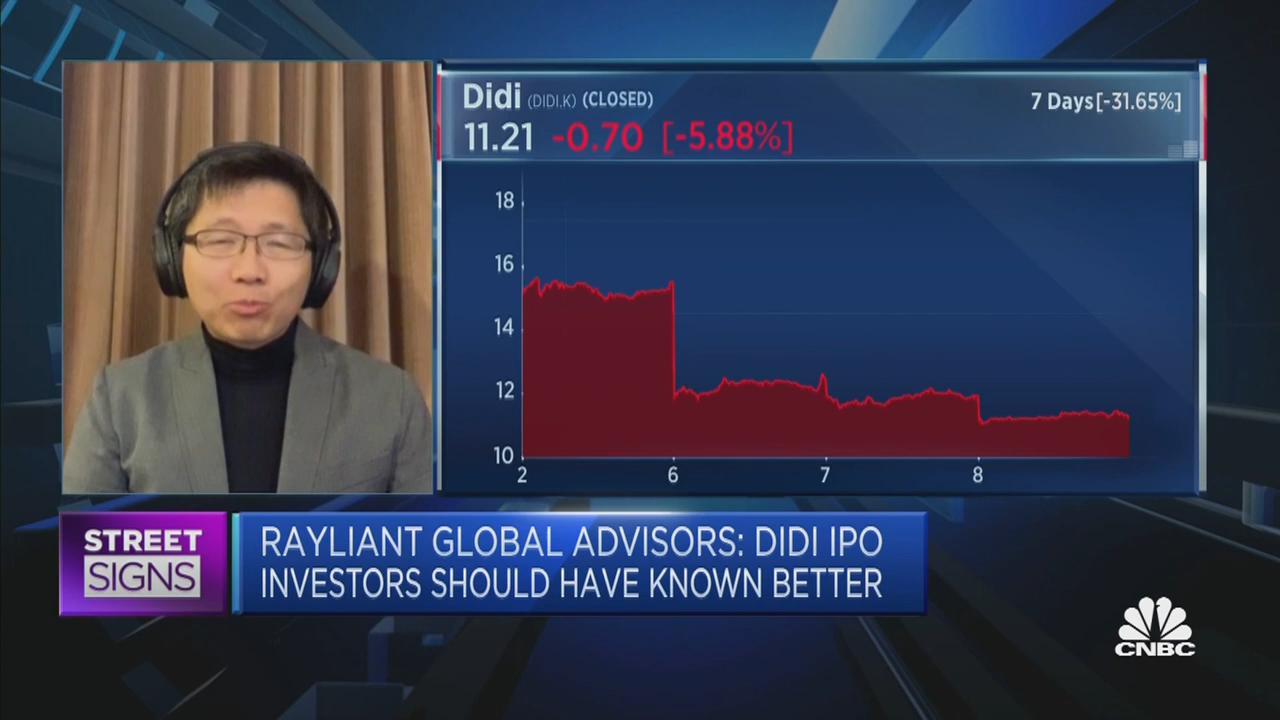 Didi (DIDI.K) (CLOSED)
7 Days[-31.65%]
11.21 -0.70 [-5.88%]
18
16
14
12
10
2 6 7 8
STREET
SIGNS
RAYLIANT GLOBAL ADVISORS: DIDI IPO
INVESTORS SHOULD HAVE KNOWN BETTER
CNBC